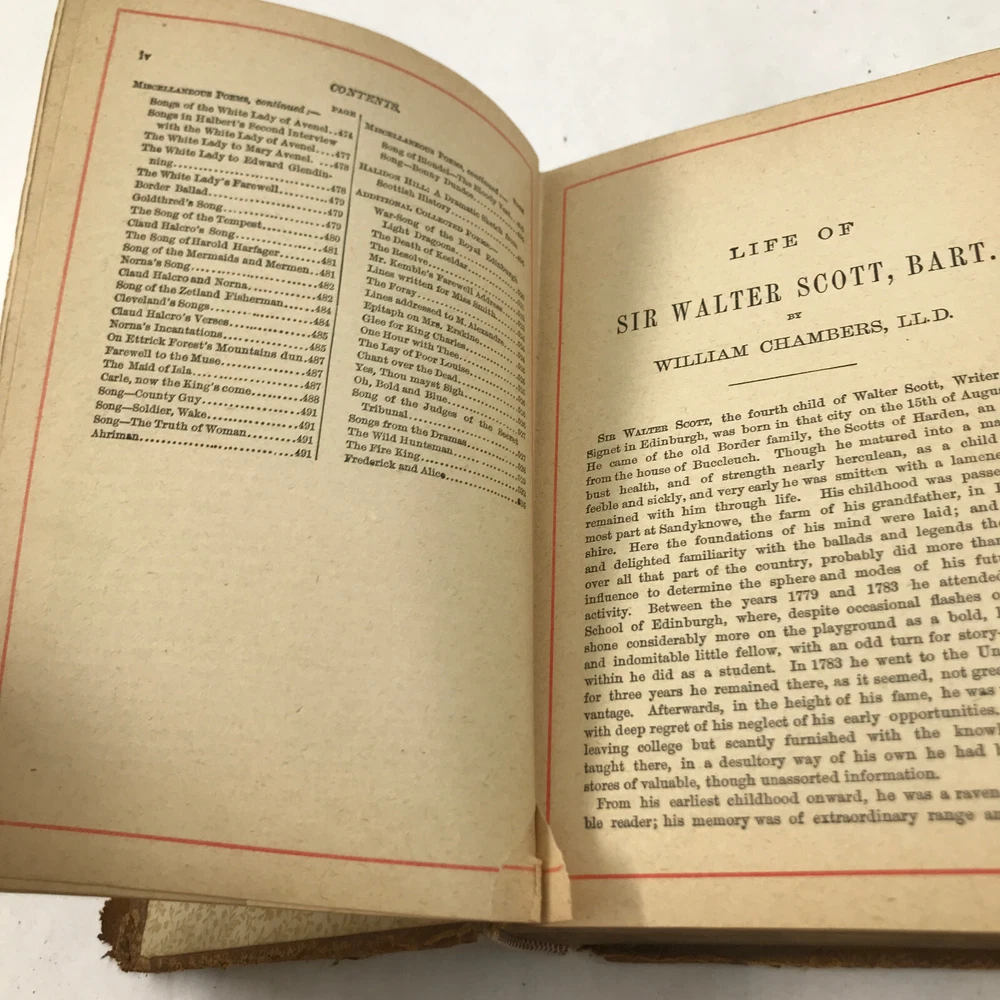 iv
CONTENTS.
PAGE
MISCELLANEOUS POEMS, continued:—
Songs of the White Lady of Avenel..474
Songs in Halbert's Second Interview
with the White Lady of Avenel....477
The White Lady to Mary Avenel. ...478
The White Lady to Edward Glendin-
ning..............................478
The White Lady's Farewell..........479
Border Ballad......................479
Goldthred's Song...................479
The Song of the Tempest............480
Claud Halcro's Song................481
The Song of Harold Harfager........481
Song of the Mermaids and Mermen..481
Norna's Song.......................482
Claud Halcro and Norna.............482
Song of the Zetland Fisherman......484
Cleveland's Songs..................484
Claud Halcro's Verses..............485
Norna's Incantations...............485
On Ettrick Forest's Mountains dun.487
Farewell to the Muse...............487
The Maid of Isla...................487
Carle, now the King's come.........488
Song—County Guy....................491
Song—Soldier, Wake.................491
Song—The Truth of Woman............491
Ahriman............................491
MISCELLANEOUS POEMS, continued:—
Song of Blondel—The Bloody Vest
Song—Bonny Dundee
HALIDON HILL: A Dramatic Sketch from
Scottish History
ADDITIONAL COLLECTED POEMS—
War-Song of the Royal Edinburgh
Light Dragoons
The Death of Keeldar
The Resolve
Mr. Kemble's Farewell Address
Lines written for Miss Smith
The Foray
Lines addressed to M. Alexandre
Epitaph on Mrs. Erskine
Glee for King Charles
One Hour with Thee
The Lay of Poor Louise
Chant over the Dead
Yes, Thou mayst Sigh
Oh, Bold and Blue
Song of the Judges of the Secret
Tribunal
Songs from the Dramas
The Wild Huntsman
The Fire King
Frederick and Alice
LIFE OF
SIR WALTER SCOTT, BART.
BY
WILLIAM CHAMBERS, LL.D.
SIR WALTER SCOTT, the fourth child of Walter Scott, Writer
Signet in Edinburgh, was born in that city on the 15th of Augus
He came of the old Border family, the Scotts of Harden, an
from the house of Buccleuch. Though he matured into a ma
bust health, and of strength nearly herculean, as a child
feeble and sickly, and very early he was smitten with a lamene
remained with him through life. His childhood was passe
most part at Sandyknowe, the farm of his grandfather, in
shire. Here the foundations of his mind were laid; and
and delighted familiarity with the ballads and legends the
over all that part of the country, probably did more than
influence to determine the sphere and modes of his futu
activity. Between the years 1779 and 1783 he attended
School of Edinburgh, where, despite occasional flashes o
shone considerably more on the playground as a bold,
and indomitable little fellow, with an odd turn for story-
within he did as a student. In 1783 he went to the Un
for three years he remained there, as it seemed, not grea
vantage. Afterwards, in the height of his fame, he was
with deep regret of his neglect of his early opportunities.
leaving college but scantly furnished with the knowl
taught there, in a desultory way of his own he had
stores of valuable, though unassorted information.
From his earliest childhood onward, he was a raven
ble reader; his memory was of extraordinary range an